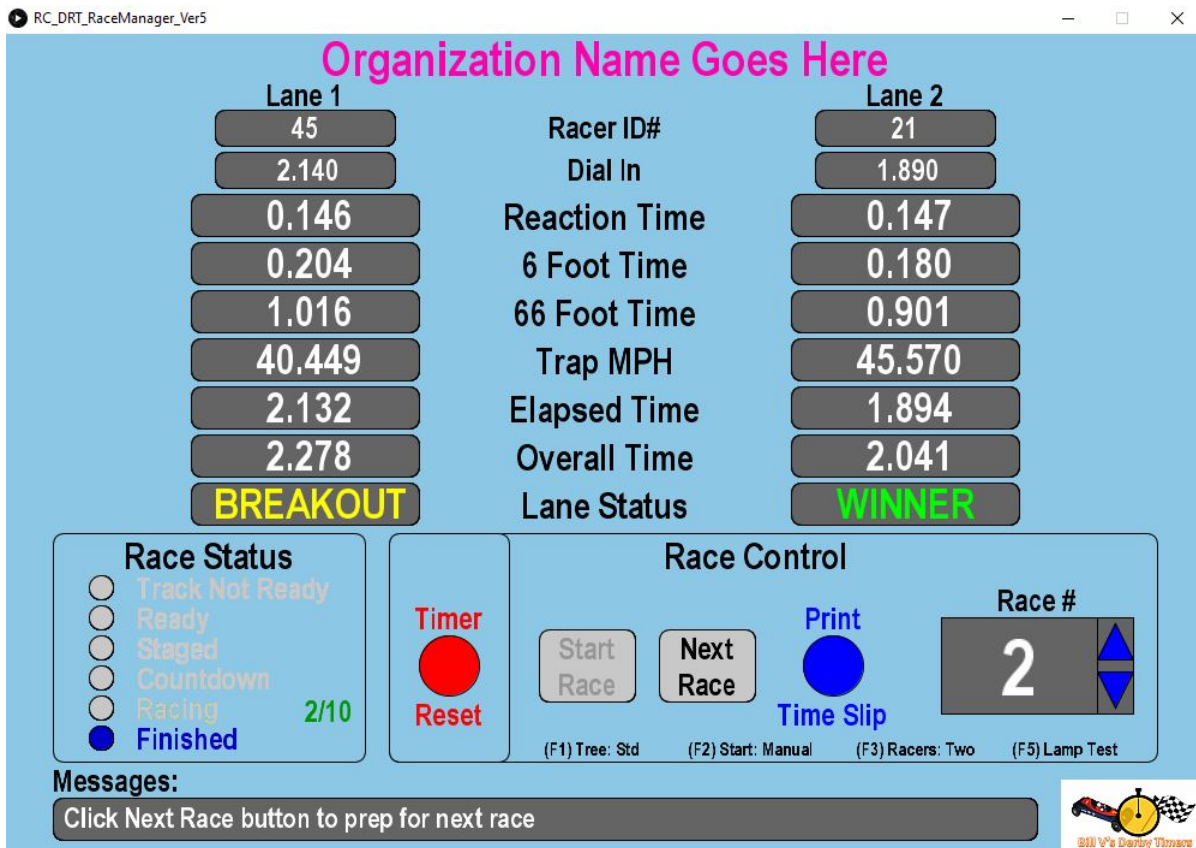 RC_DRT_RaceManager_Ver5
Organization Name Goes Here
Lane 1 Lane 2
45 Racer ID# 21
2.140 Dial In 1.890
0.146 Reaction Time 0.147
0.204 6 Foot Time 0.180
1.016 66 Foot Time 0.901
40.449 Trap MPH 45.570
2.132 Elapsed Time 1.894
2.278 Overall Time 2.041
BREAKOUT Lane Status WINNER
Race Status
Track Not Ready
Ready
Staged
Countdown
Racing 2/10
Finished
Timer
Reset
Race Control
Start
Race
Next
Race
Print
Time Slip
Race #
2
(F1) Tree: Std (F2) Start: Manual (F3) Racers: Two (F5) Lamp Test
Messages:
Click Next Race button to prep for next race
Bill V's Derby Timers